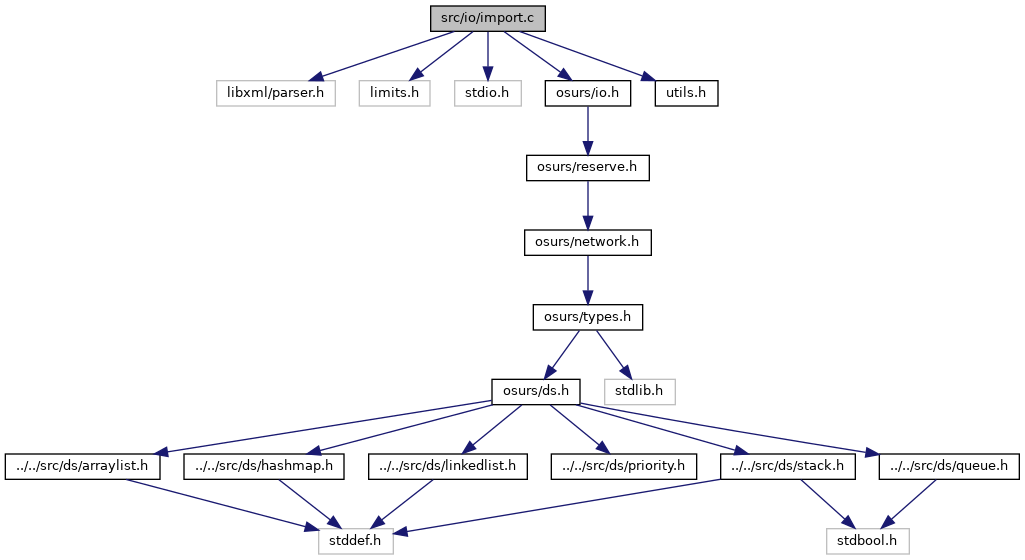 src/io/import.c
libxml/parser.h
limits.h
stdio.h
osurs/io.h
utils.h
osurs/reserve.h
osurs/network.h
osurs/types.h
osurs/ds.h
stdlib.h
../../src/ds/arraylist.h
../../src/ds/hashmap.h
../../src/ds/linkedlist.h
../../src/ds/priority.h
../../src/ds/stack.h
../../src/ds/queue.h
stddef.h
stdbool.h